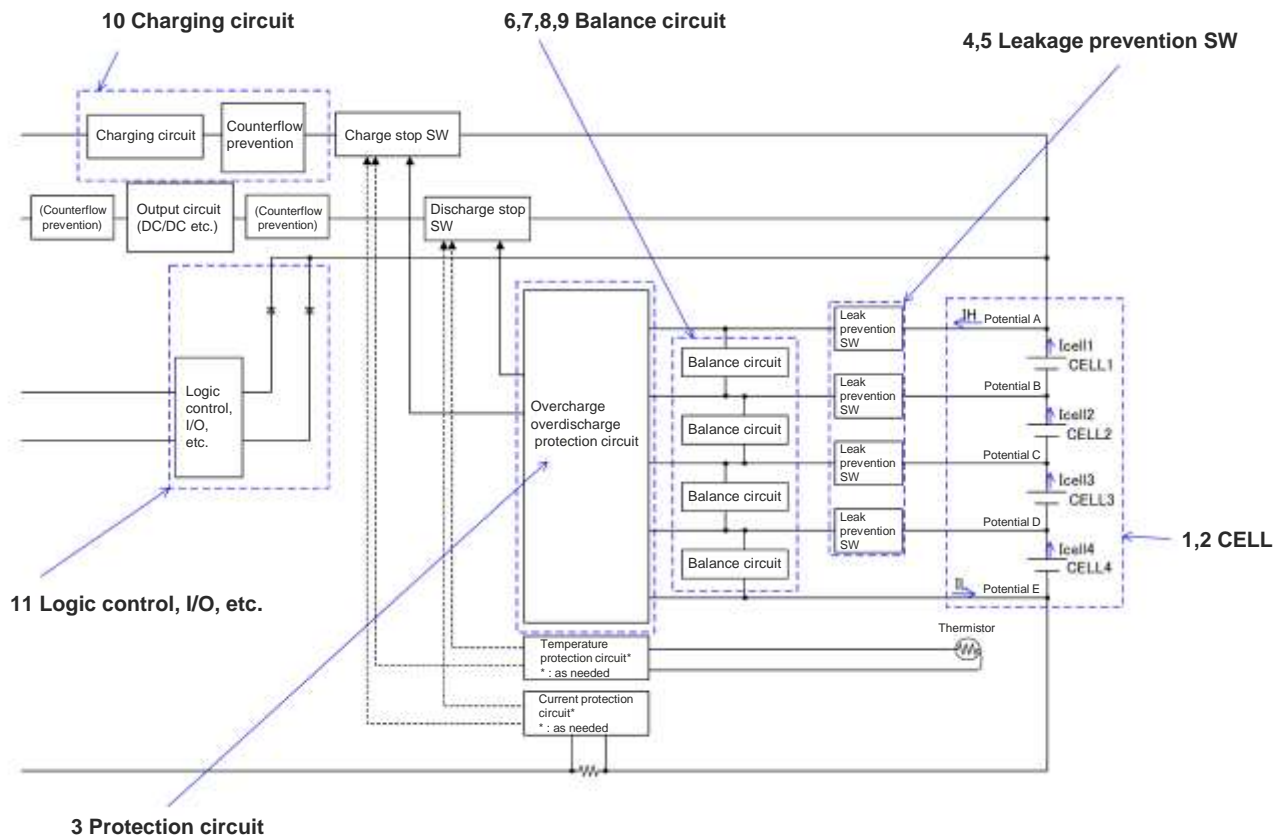 10 Charging circuit
6,7,8,9 Balance circuit
4,5 Leakage prevention SW
Charging circuit
Counterflow
prevention
Charge stop SW
(Counterflow
prevention)
Output circuit
(DC/DC etc.)
(Counterflow
prevention)
Discharge stop
SW
Logic
control,
I/O,
etc.
Overcharge
overdischarge
protection circuit
Balance circuit
Balance circuit
Balance circuit
Balance circuit
Leak
prevention
SW
Leak
prevention
SW
Leak
prevention
SW
Leak
prevention
SW
IH
Potential A
Icell1
CELL1
Potential B
Icell2
CELL2
Potential C
Icell3
CELL3
Potential D
Icell4
CELL4
Potential E
1,2 CELL
11 Logic control, I/O, etc.
Thermistor
Temperature
protection circuit*
* : as needed
Current protection
circuit*
* : as needed
3 Protection circuit